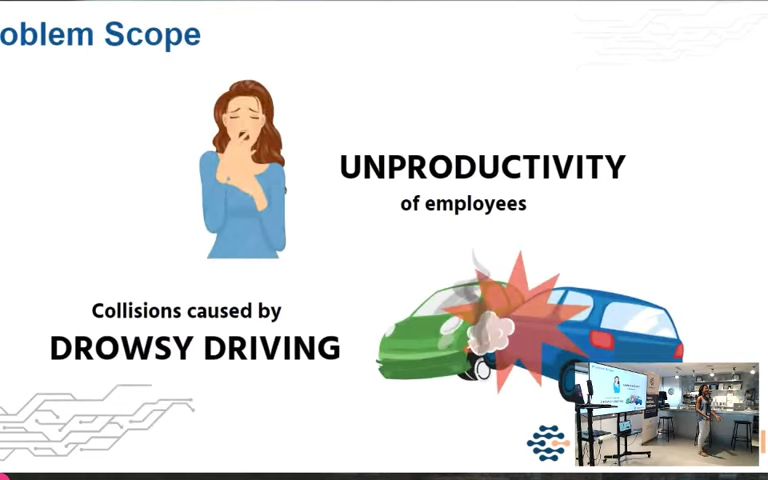 oblem Scope
UNPRODUCTIVITY
of employees
Collisions caused by
DROWSY DRIVING